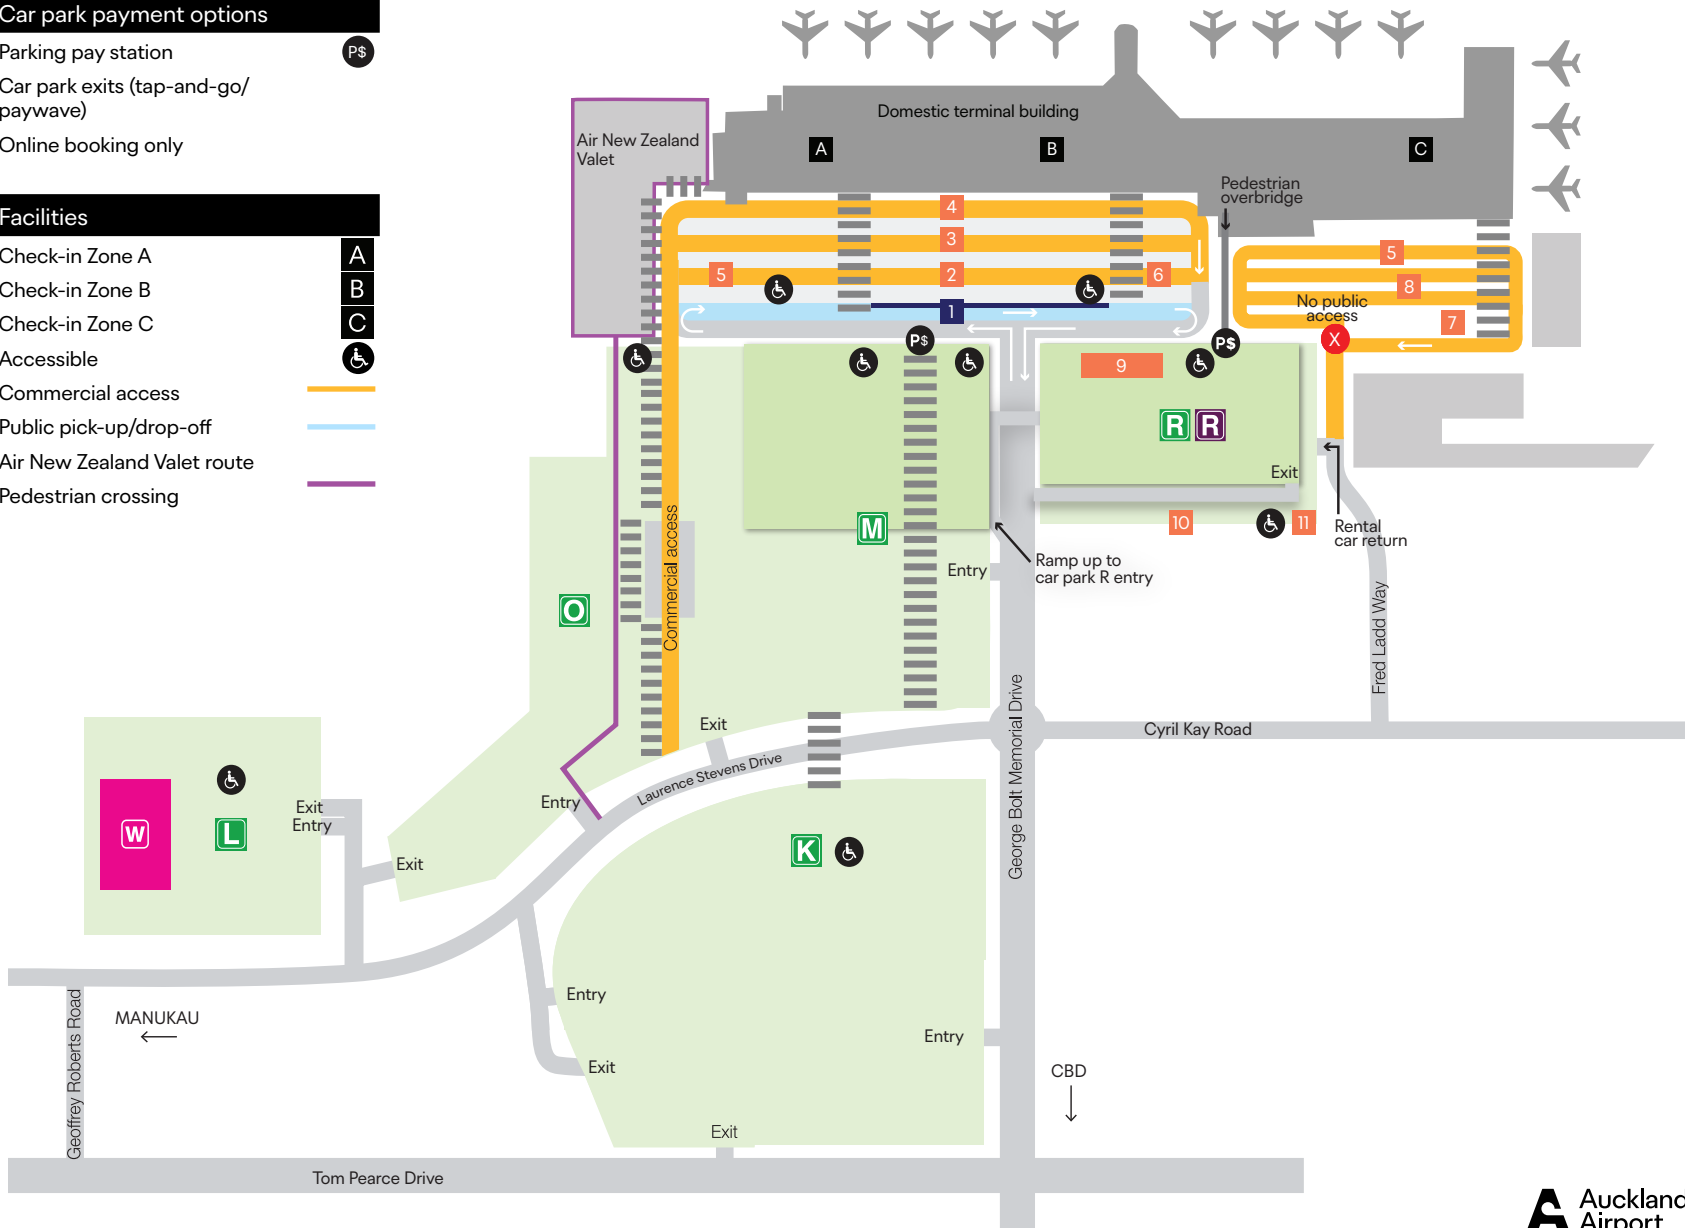 Car park payment options
Parking pay station
P$
Car park exits (tap-and-go/
paywave)
Online booking only
Facilities
Check-in Zone A
A
Check-in Zone B
B
Check-in Zone C
C
Accessible
Commercial access
Public pick-up/drop-off
Air New Zealand Valet route
Pedestrian crossing
Domestic terminal building
A
B
C
Air New Zealand
Valet
Pedestrian
overbridge
4
3
5
2
6
1
5
8
7
No public
access
X
P$
P$
9
R
R
Exit
10
11
Rental
car return
Ramp up to
car park R entry
M
Entry
O
Commercial access
Fred Ladd Way
George Bolt Memorial Drive
Cyril Kay Road
Exit
Laurence Stevens Drive
Entry
W
L
Exit
Entry
Exit
K
Entry
Exit
Entry
Exit
MANUKAU
CBD
Geoffrey Roberts Road
Tom Pearce Drive
Auckland
Airport